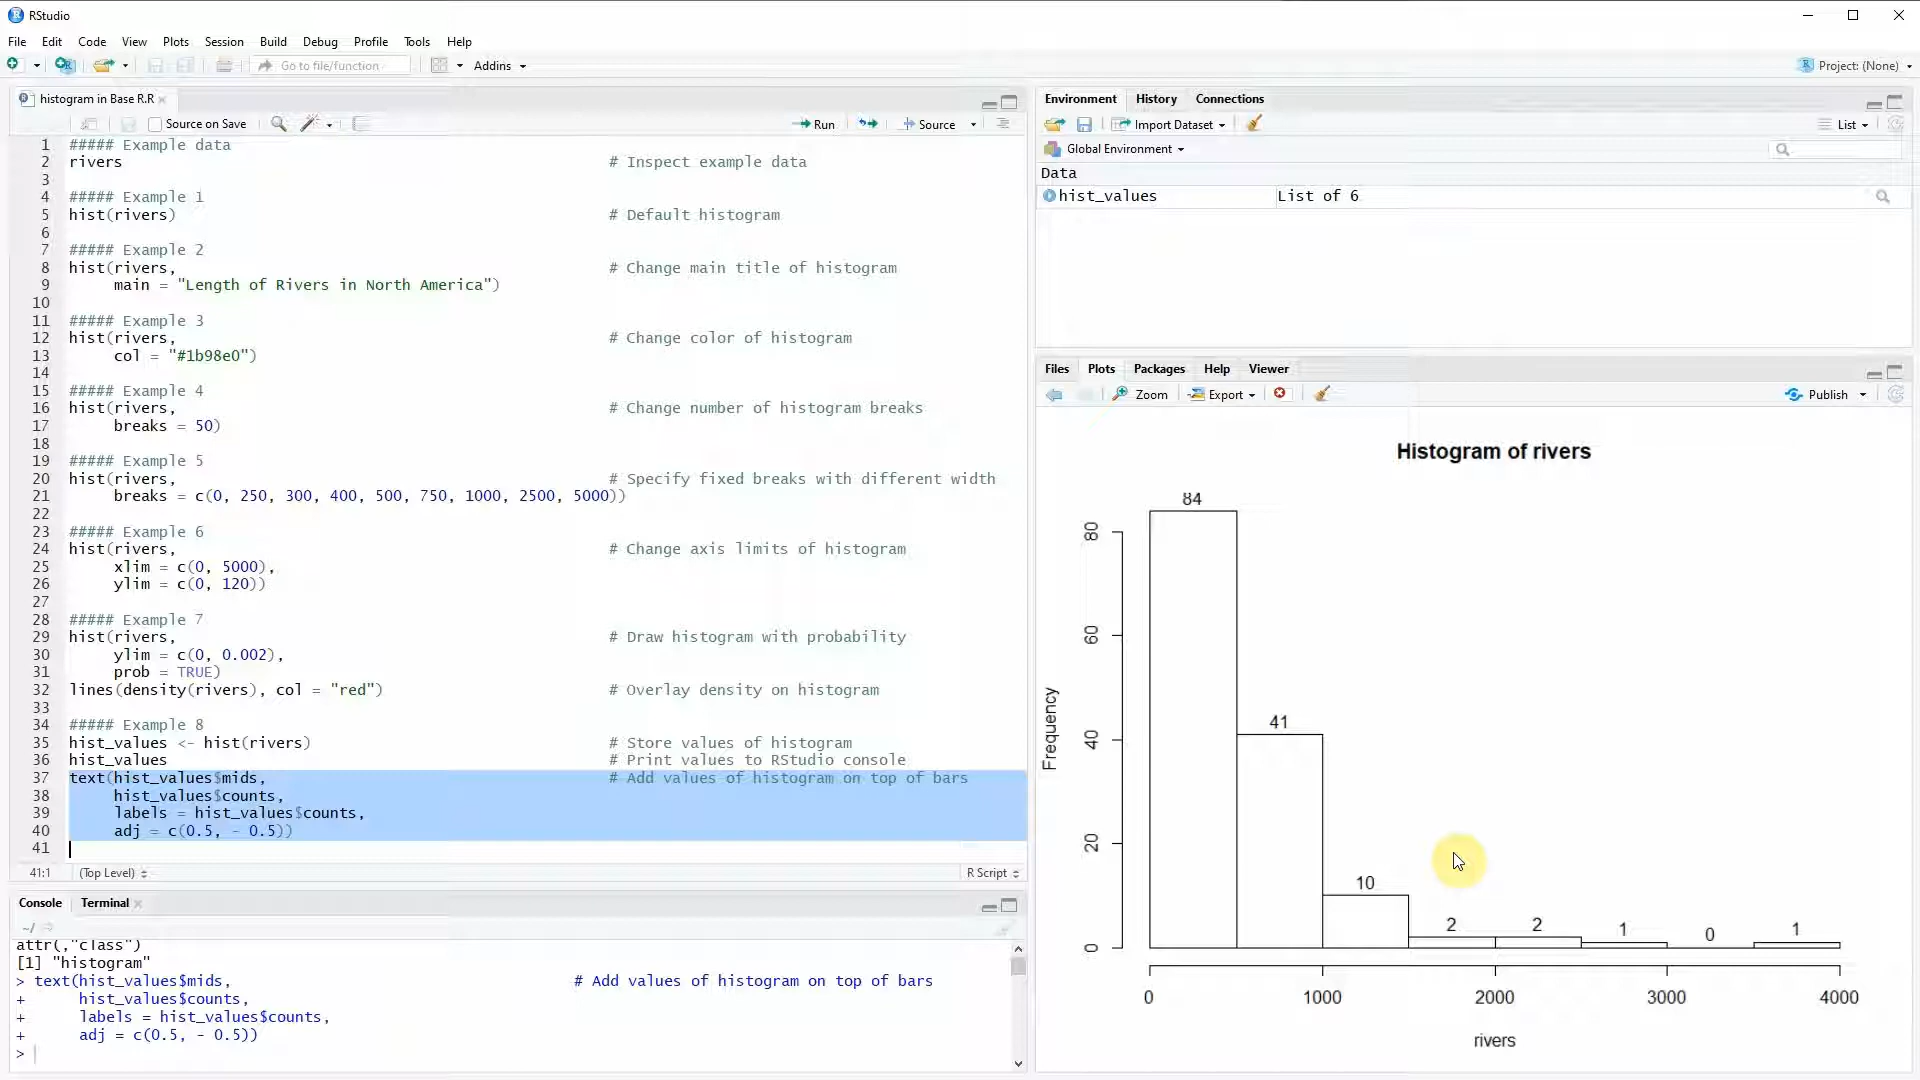 RStudio
File Edit Code View Plots Session Build Debug Profile Tools Help
Go to file/function Addins Project: (None)
histogram in Base R.R
Source on Save Run Source
1 ##### Example data
2 rivers # Inspect example data
3
4 ##### Example 1
5 hist(rivers) # Default histogram
6
7 ##### Example 2
8 hist(rivers, # Change main title of histogram
9 main = "Length of Rivers in North America")
10
11 ##### Example 3
12 hist(rivers, # Change color of histogram
13 col = "#1b98e0")
14
15 ##### Example 4
16 hist(rivers, # Change number of histogram breaks
17 breaks = 50)
18
19 ##### Example 5
20 hist(rivers, # Specify fixed breaks with different width
21 breaks = c(0, 250, 300, 400, 500, 750, 1000, 2500, 5000))
22
23 ##### Example 6
24 hist(rivers, # Change axis limits of histogram
25 xlim = c(0, 5000),
26 ylim = c(0, 120))
27
28 ##### Example 7
29 hist(rivers, # Draw histogram with probability
30 ylim = c(0, 0.002),
31 prob = TRUE)
32 lines(density(rivers), col = "red") # Overlay density on histogram
33
34 ##### Example 8
35 hist_values <- hist(rivers) # Store values of histogram
36 hist_values # Print values to RStudio console
37 text(hist_values$mids, # Add values of histogram on top of bars
38 hist_values$counts,
39 labels = hist_values$counts,
40 adj = c(0.5, - 0.5))
41
41:1 (Top Level) R Script
Console Terminal
~/
attr(,"class")
[1] "histogram"
> text(hist_values$mids, # Add values of histogram on top of bars
+ hist_values$counts,
+ labels = hist_values$counts,
+ adj = c(0.5, - 0.5))
>
Environment History Connections
Import Dataset List
Global Environment
Data
hist_values List of 6
Files Plots Packages Help Viewer
Zoom Export Publish
Histogram of rivers
84
41
10
2
2
1
0
1
Frequency
80
60
40
20
0
0 1000 2000 3000 4000
rivers